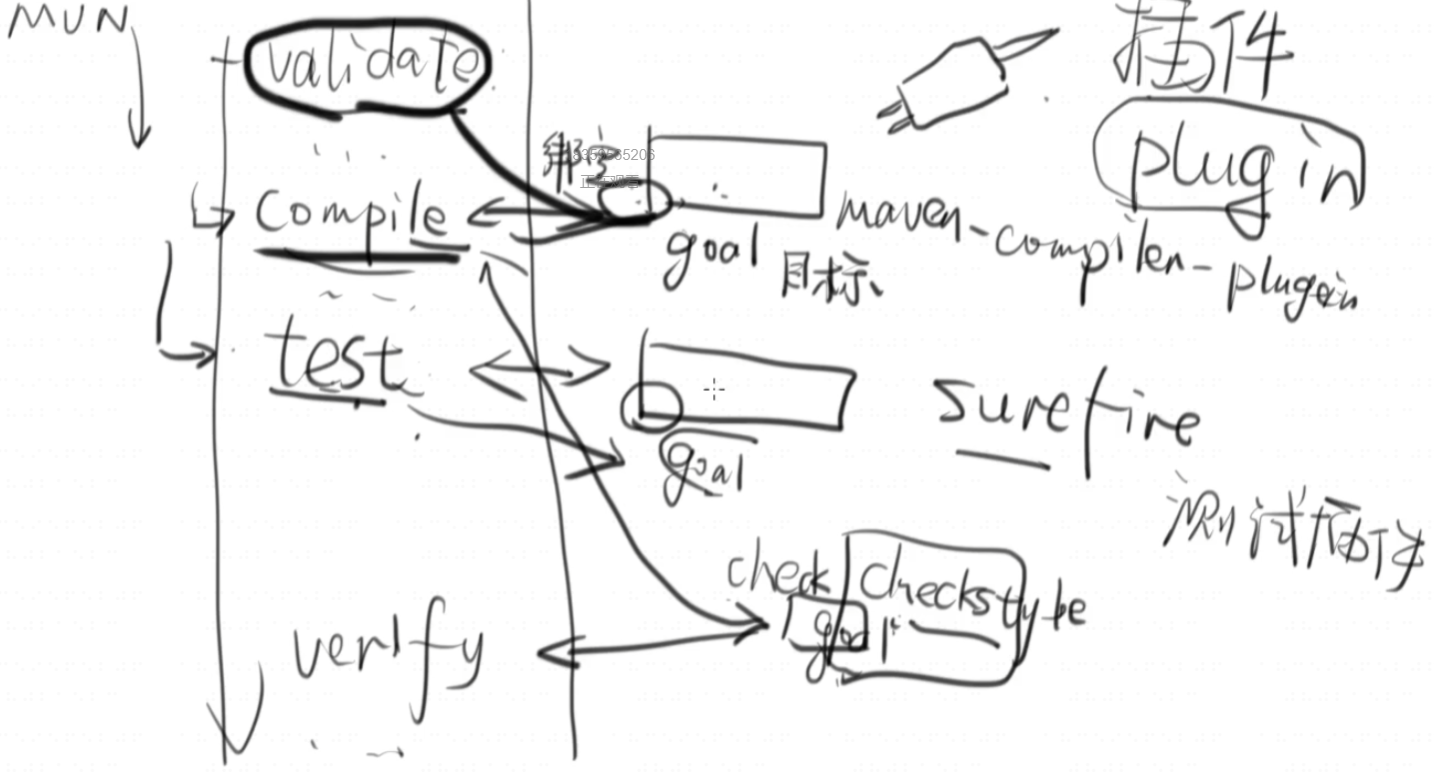 MVN
validate
插件
plugin
绑定
compile
goal
目标
maven-compiler-plugin
test
goal
surefire
测试插件
check
checkstyle
goal
verify